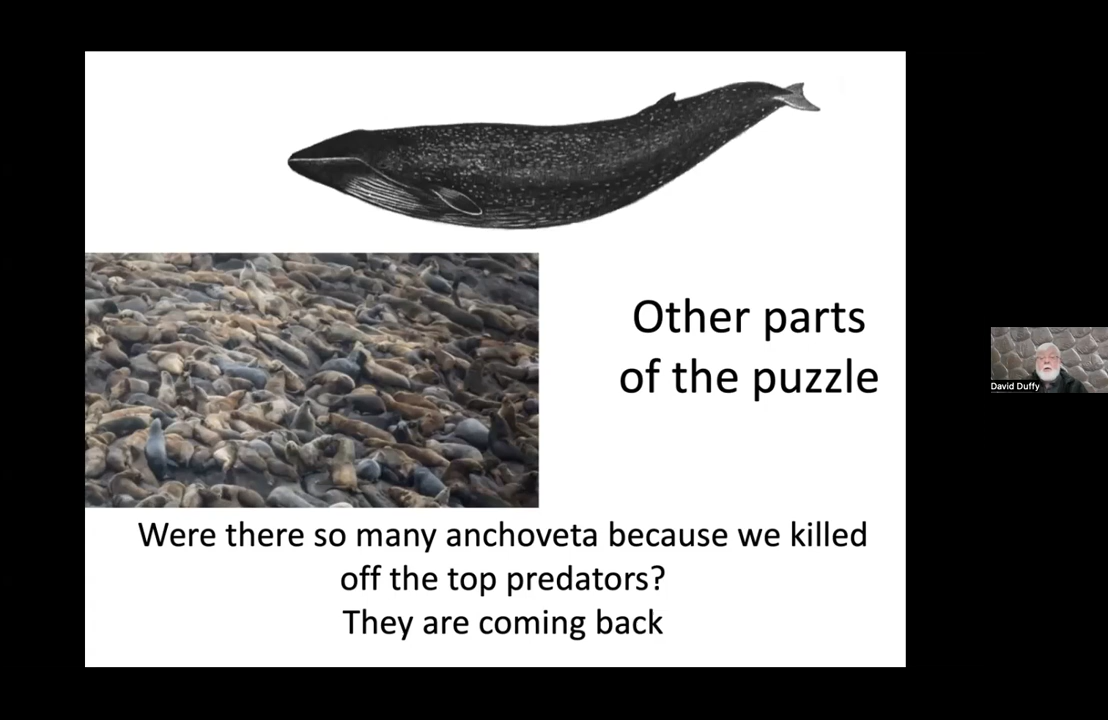 Other parts
of the puzzle
David Duffy
Were there so many anchoveta because we killed
off the top predators?
They are coming back